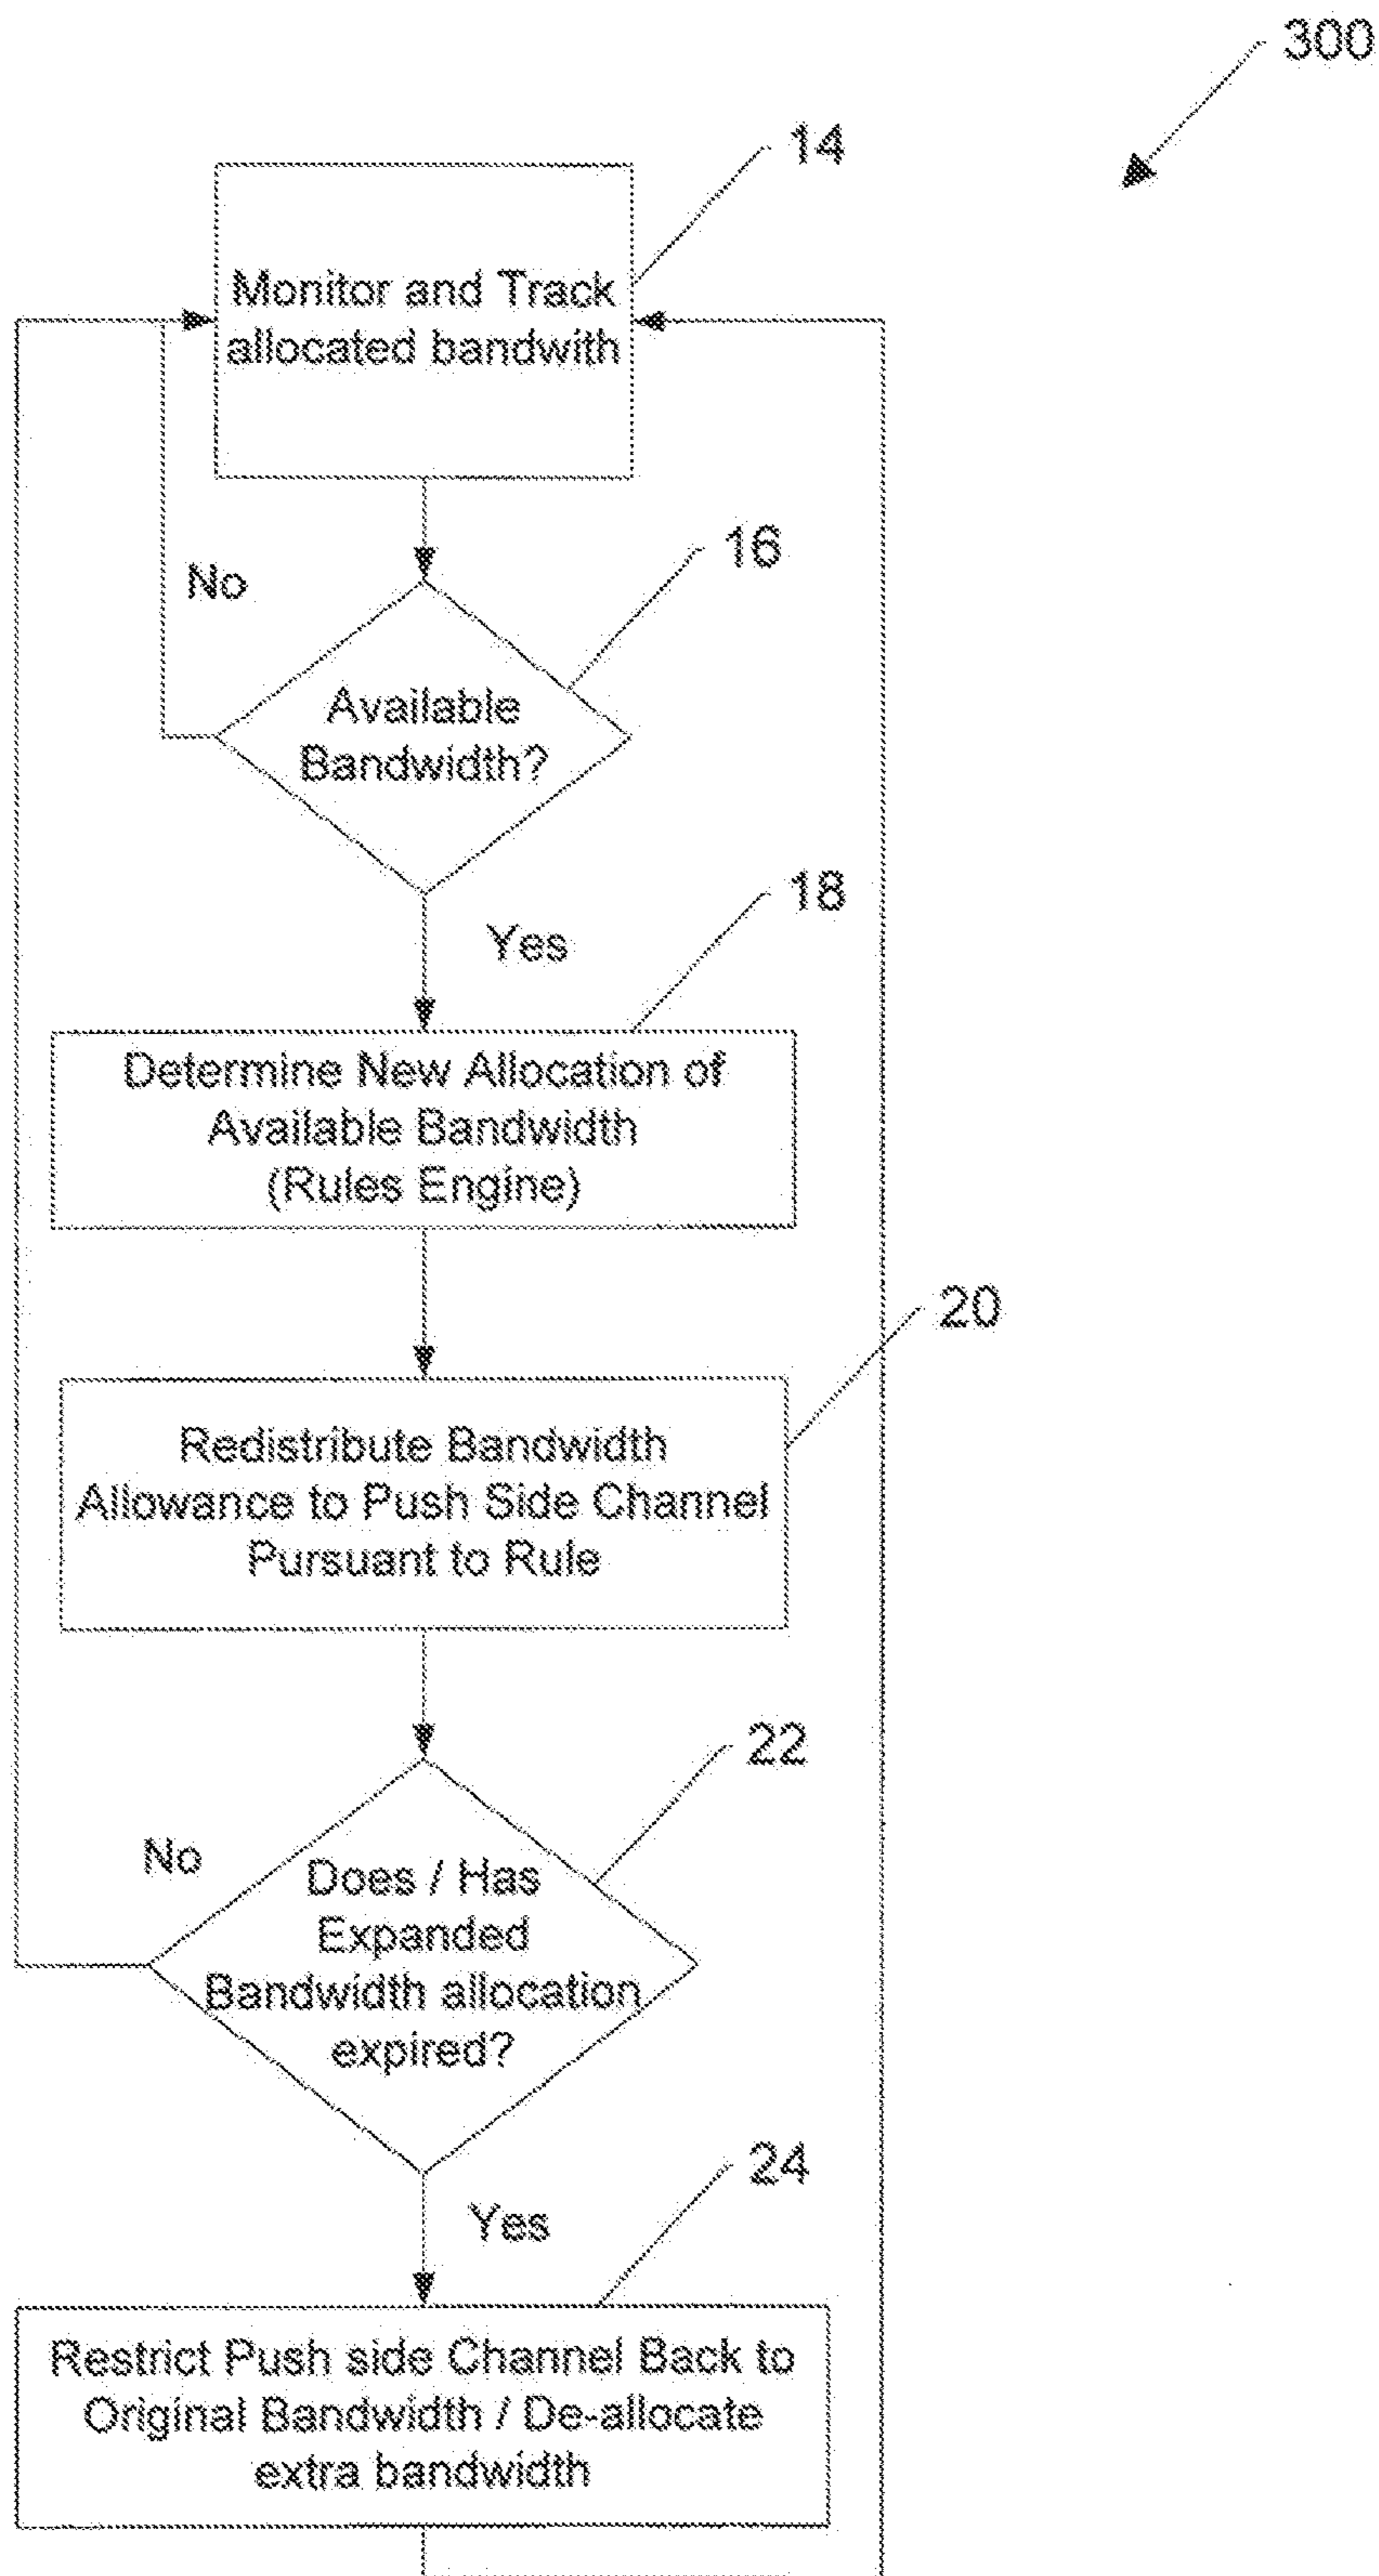 300
14
Monitor and Track
allocated bandwith
16
No
Available
Bandwidth?
18
Yes
Determine New Allocation of
Available Bandwidth
(Rules Engine)
20
Redistribute Bandwidth
Allowance to Push Side Channel
Pursuant to Rule
22
No
Does / Has
Expanded
Bandwidth allocation
expired?
24
Yes
Restrict Push side Channel Back to
Original Bandwidth / De-allocate
extra bandwidth